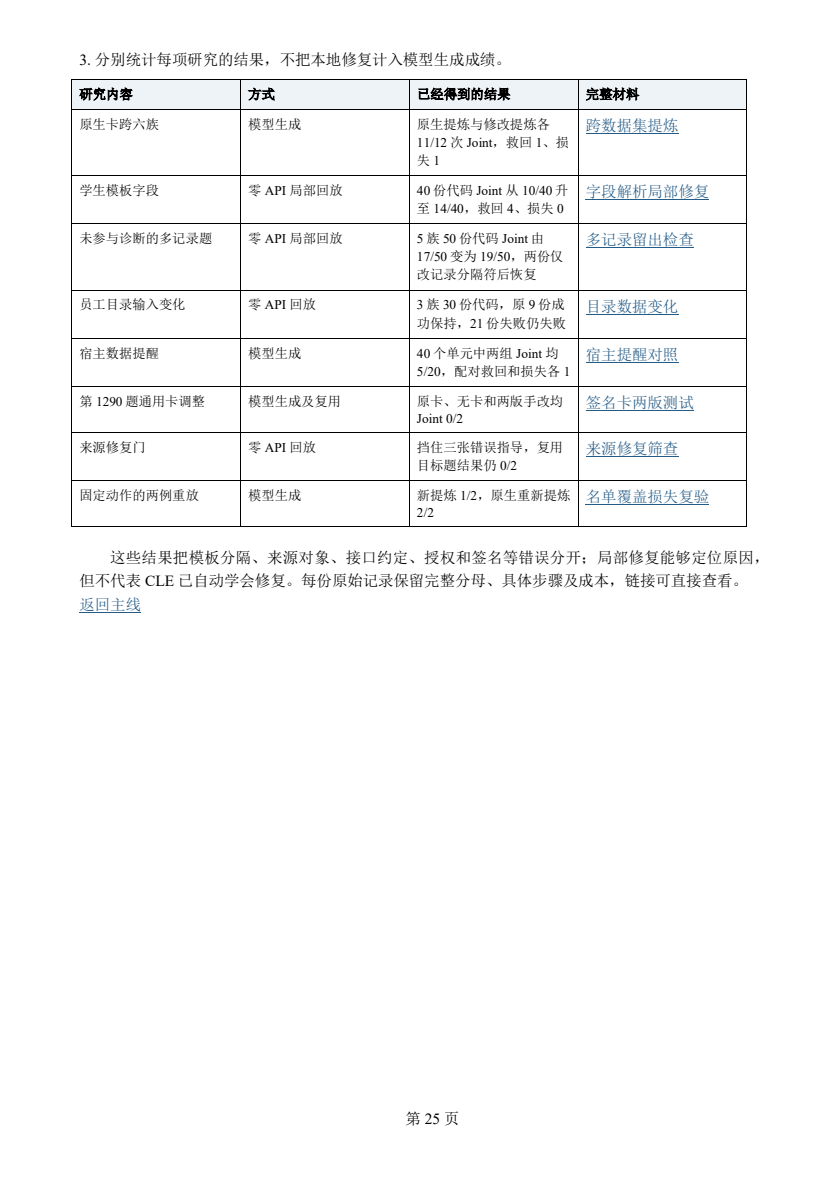 3. 分别统计每项研究的结果，不把本地修复计入模型生成成绩。
研究内容 方式 已经得到的结果 完整材料
原生卡跨六族 模型生成 原生提炼与修改提炼各 跨数据集提炼
11/12 次 Joint，救回 1、损
失 1
学生模板字段 零 API 局部回放 40 份代码 Joint 从 10/40 升 字段解析局部修复
至 14/40，救回 4、损失 0
未参与诊断的多记录题 零 API 局部回放 5 族 50 份代码 Joint 由 多记录留出检查
17/50 变为 19/50，两份仅
改记录分隔符后恢复
员工目录输入变化 零 API 回放 3 族 30 份代码，原 9 份成 目录数据变化
功保持，21 份失败仍失败
宿主数据提醒 模型生成 40 个单元中两组 Joint 均 宿主提醒对照
5/20，配对救回和损失各 1
第 1290 题通用卡调整 模型生成及复用 原卡、无卡和两版手改均 签名卡两版测试
Joint 0/2
来源修复门 零 API 回放 挡住三张错误指导，复用 来源修复筛查
目标题结果仍 0/2
固定动作的两例重放 模型生成 新提炼 1/2，原生重新提炼 名单覆盖损失复验
2/2
这些结果把模板分隔、来源对象、接口约定、授权和签名等错误分开；局部修复能够定位原因，
但不代表 CLE 已自动学会修复。每份原始记录保留完整分母、具体步骤及成本，链接可直接查看。
返回主线
第 25 页